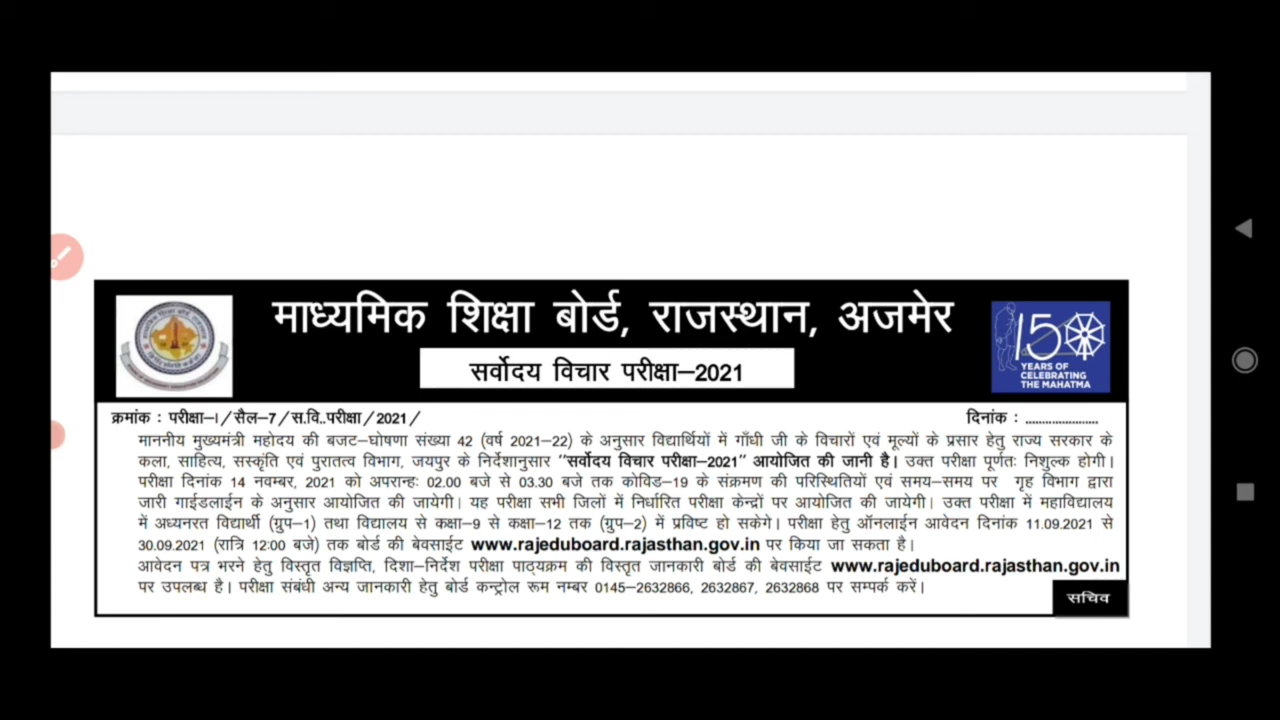 माध्यमिक शिक्षा बोर्ड, राजस्थान, अजमेर
सर्वोदय विचार परीक्षा–2021
150
YEARS OF
CELEBRATING
THE MAHATMA
क्रमांक : परीक्षा–I/सैल–7/स.वि..परीक्षा/2021/ दिनांक : .....................
माननीय मुख्यमंत्री महोदय की बजट–घोषणा संख्या 42 (वर्ष 2021–22) के अनुसार विद्यार्थियों में गाँधी जी के विचारों एवं मूल्यों के प्रसार हेतु राज्य सरकार के
कला, साहित्य, सस्कृंति एवं पुरातत्व विभाग, जयपुर के निर्देशानुसार "सर्वोदय विचार परीक्षा–2021" आयोजित की जानी है। उक्त परीक्षा पूर्णतः निशुल्क होगी।
परीक्षा दिनांक 14 नवम्बर, 2021 को अपरान्हः 02.00 बजे से 03.30 बजे तक कोविड–19 के संक्रमण की परिस्थितियों एवं समय–समय पर गृह विभाग द्वारा
जारी गाईडलाईन के अनुसार आयोजित की जायेगी। यह परीक्षा सभी जिलों में निर्धारित परीक्षा केन्द्रों पर आयोजित की जायेगी। उक्त परीक्षा में महाविद्यालय
में अध्यनरत विद्यार्थी (ग्रुप–1) तथा विद्यालय से कक्षा–9 से कक्षा–12 तक (ग्रुप–2) में प्रविष्ट हो सकेगे। परीक्षा हेतु ऑनलाईन आवेदन दिनांक 11.09.2021 से
30.09.2021 (रात्रि 12:00 बजे) तक बोर्ड की बेवसाईट www.rajeduboard.rajasthan.gov.in पर किया जा सकता है।
आवेदन पत्र भरने हेतु विस्तृत विज्ञप्ति, दिशा–निर्देश परीक्षा पाठ्यक्रम की विस्तृत जानकारी बोर्ड की बेवसाईट www.rajeduboard.rajasthan.gov.in
पर उपलब्ध है। परीक्षा संबंधी अन्य जानकारी हेतु बोर्ड कन्ट्रोल रूम नम्बर 0145–2632866, 2632867, 2632868 पर सम्पर्क करें।
सचिव